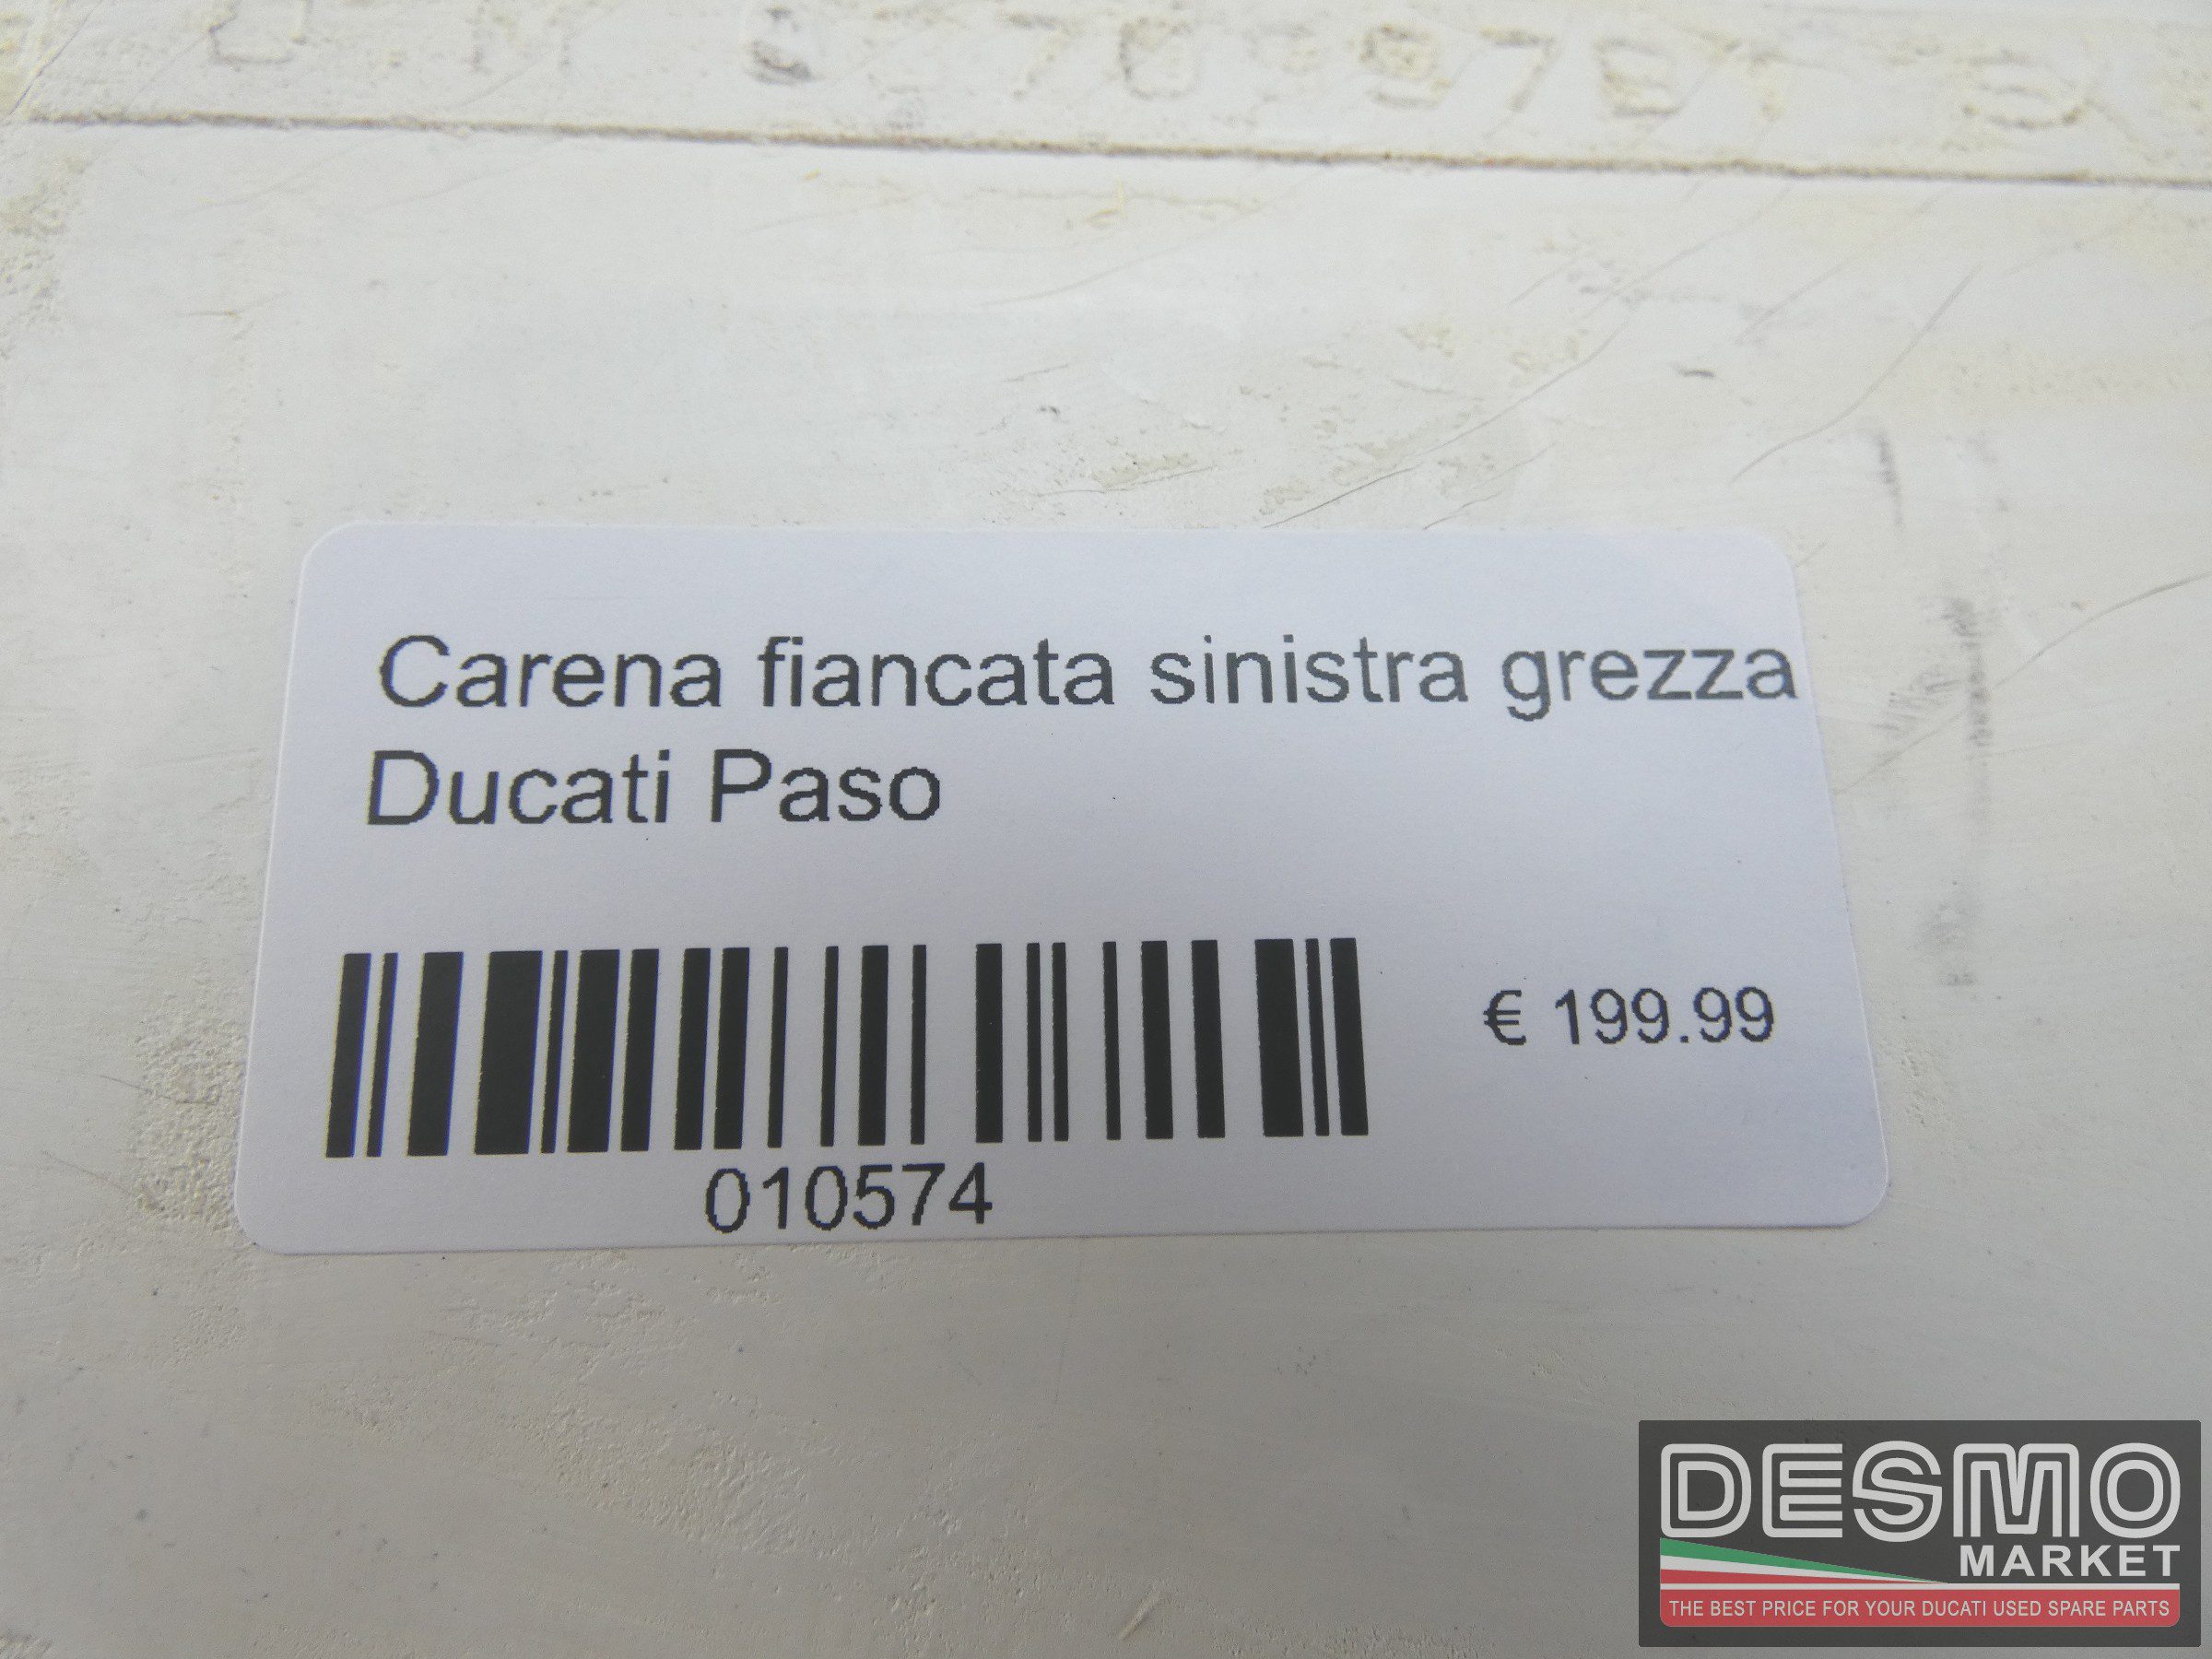 Carena fiancata sinistra grezza
Ducati Paso
€ 199.99
010574
DESMO
MARKET
THE BEST PRICE FOR YOUR DUCATI USED SPARE PARTS